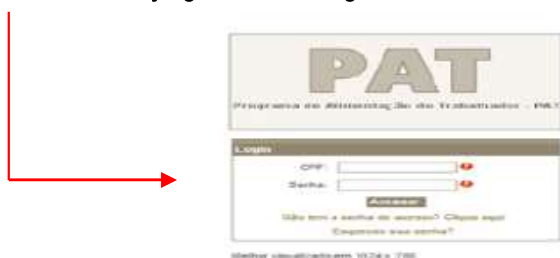 PAT
Programa de Alimentação do Trabalhador - PAT
Login
CPF:
Senha:
Acessar
Não tem a senha de acesso? Clique aqui
Esqueceu sua senha?
Melhor visualizado em 1024 x 768